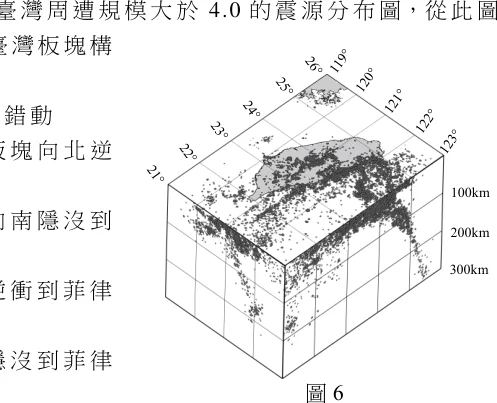 臺灣周遭規模大於 4.0 的震源分布圖，從此圖
臺灣板塊構
錯動
板塊向北逆
向南隱沒到
逆衝到菲律
隱沒到菲律
26° 119°
25° 120°
24° 121°
23° 122°
22° 123°
21°
100km
200km
300km
圖 6